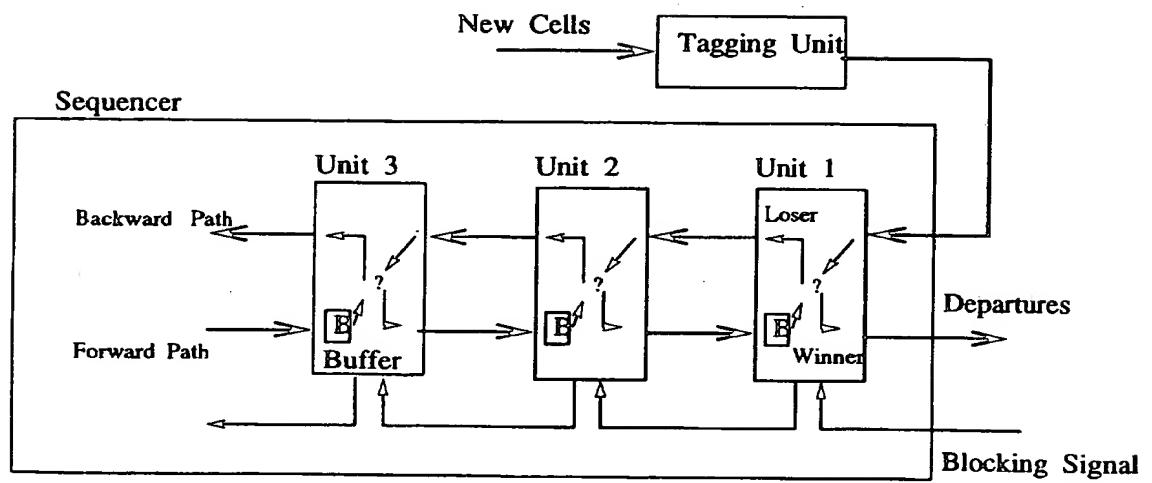 New Cells
Tagging Unit
Sequencer
Unit 3
Unit 2
Unit 1
Backward Path
Loser
?
?
?
B
B
B
Departures
Forward Path
Buffer
Winner
Blocking Signal